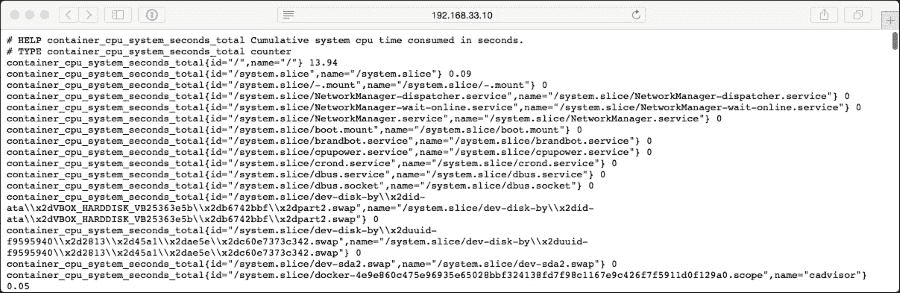 192.168.33.10
# HELP container_cpu_system_seconds_total Cumulative system cpu time consumed in seconds.
# TYPE container_cpu_system_seconds_total counter
container_cpu_system_seconds_total{id="/",name="/"} 13.94
container_cpu_system_seconds_total{id="/system.slice",name="/system.slice"} 0.09
container_cpu_system_seconds_total{id="/system.slice/-.mount",name="/system.slice/-.mount"} 0
container_cpu_system_seconds_total{id="/system.slice/NetworkManager-dispatcher.service",name="/system.slice/NetworkManager-dispatcher.service"} 0
container_cpu_system_seconds_total{id="/system.slice/NetworkManager-wait-online.service",name="/system.slice/NetworkManager-wait-online.service"} 0
container_cpu_system_seconds_total{id="/system.slice/NetworkManager.service",name="/system.slice/NetworkManager.service"} 0
container_cpu_system_seconds_total{id="/system.slice/boot.mount",name="/system.slice/boot.mount"} 0
container_cpu_system_seconds_total{id="/system.slice/brandbot.service",name="/system.slice/brandbot.service"} 0
container_cpu_system_seconds_total{id="/system.slice/cpupower.service",name="/system.slice/cpupower.service"} 0
container_cpu_system_seconds_total{id="/system.slice/crond.service",name="/system.slice/crond.service"} 0
container_cpu_system_seconds_total{id="/system.slice/dbus.service",name="/system.slice/dbus.service"} 0
container_cpu_system_seconds_total{id="/system.slice/dbus.socket",name="/system.slice/dbus.socket"} 0
container_cpu_system_seconds_total{id="/system.slice/dev-disk-by\\x2did-
ata\\x2dVBOX_HARDDISK_VB25363e5b\\x2db6742bbf\\x2dpart2.swap",name="/system.slice/dev-disk-by\\x2did-
ata\\x2dVBOX_HARDDISK_VB25363e5b\\x2db6742bbf\\x2dpart2.swap"} 0
container_cpu_system_seconds_total{id="/system.slice/dev-disk-by\\x2duuid-
f9595940\\x2d2813\\x2d45a1\\x2dae5e\\x2dc60e7373c342.swap",name="/system.slice/dev-disk-by\\x2duuid-
f9595940\\x2d2813\\x2d45a1\\x2dae5e\\x2dc60e7373c342.swap"} 0
container_cpu_system_seconds_total{id="/system.slice/dev-sda2.swap",name="/system.slice/dev-sda2.swap"} 0
container_cpu_system_seconds_total{id="/system.slice/docker-4e9e860c475e96935e65028bbf324138fd7f98c1167e9c426f7f5911d0f129a0.scope",name="cadvisor"}
0.05